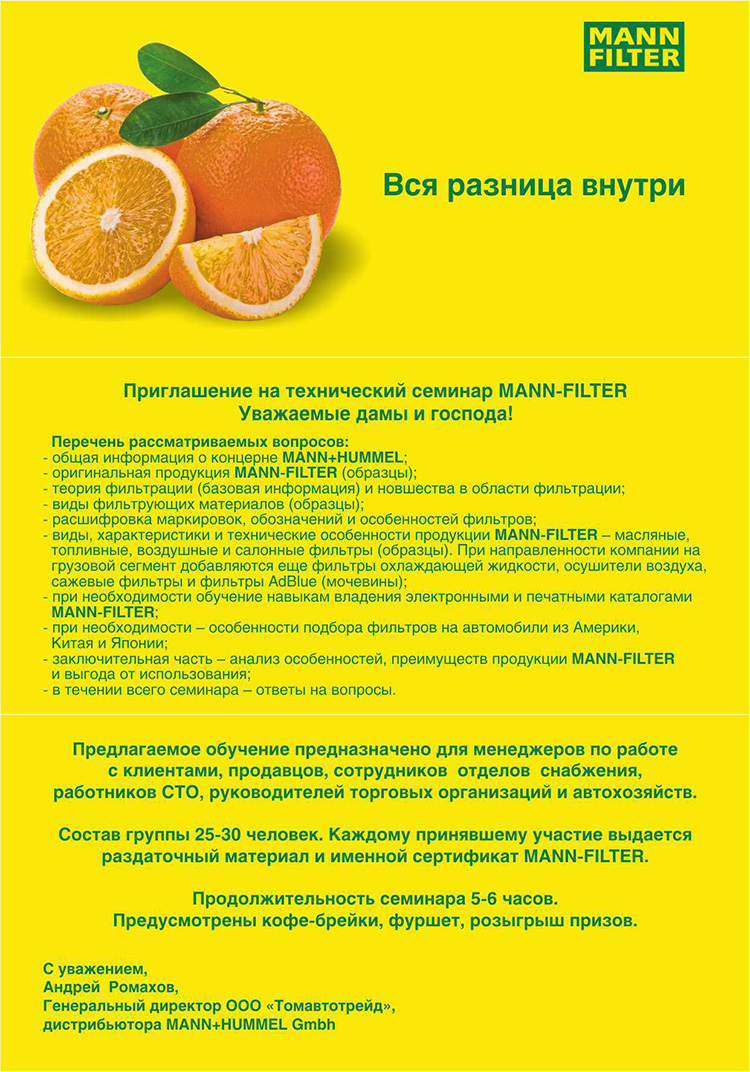 MANN
FILTER
Вся разница внутри
Приглашение на технический семинар MANN-FILTER
Уважаемые дамы и господа!
Перечень рассматриваемых вопросов:
- общая информация о концерне MANN+HUMMEL;
- оригинальная продукция MANN-FILTER (образцы);
- теория фильтрации (базовая информация) и новшества в области фильтрации;
- виды фильтрующих материалов (образцы);
- расшифровка маркировок, обозначений и особенностей фильтров;
- виды, характеристики и технические особенности продукции MANN-FILTER – масляные,
топливные, воздушные и салонные фильтры (образцы). При направленности компании на
грузовой сегмент добавляются еще фильтры охлаждающей жидкости, осушители воздуха,
сажевые фильтры и фильтры AdBlue (мочевины);
- при необходимости обучение навыкам владения электронными и печатными каталогами
MANN-FILTER;
- при необходимости – особенности подбора фильтров на автомобили из Америки,
Китая и Японии;
- заключительная часть – анализ особенностей, преимуществ продукции MANN-FILTER
и выгода от использования;
- в течении всего семинара – ответы на вопросы.
Предлагаемое обучение предназначено для менеджеров по работе
с клиентами, продавцов, сотрудников отделов снабжения,
работников СТО, руководителей торговых организаций и автохозяйств.
Состав группы 25-30 человек. Каждому принявшему участие выдается
раздаточный материал и именной сертификат MANN-FILTER.
Продолжительность семинара 5-6 часов.
Предусмотрены кофе-брейки, фуршет, розыгрыш призов.
С уважением,
Андрей Ромахов,
Генеральный директор ООО «Томавтотрейд»,
дистрибьютора MANN+HUMMEL Gmbh